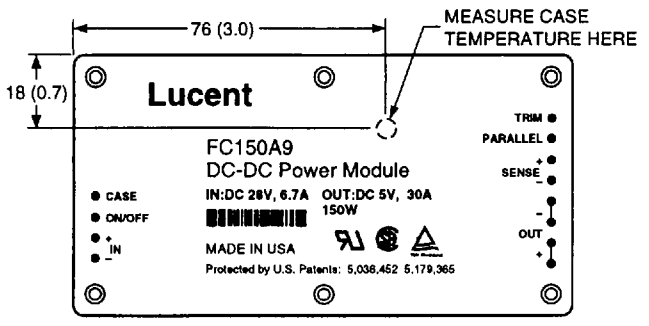 76 (3.0)
MEASURE CASE
TEMPERATURE HERE
18 (0.7)
Lucent
TRIM
PARALLEL
+
SENSE
–
FC150A9
DC-DC Power Module
IN:DC 28V, 6.7A OUT:DC 5V, 30A
150W
CASE
ON/OFF
+
IN
–
–
OUT
+
MADE IN USA
Protected by U.S. Patents: 5,036,452 5,179,365